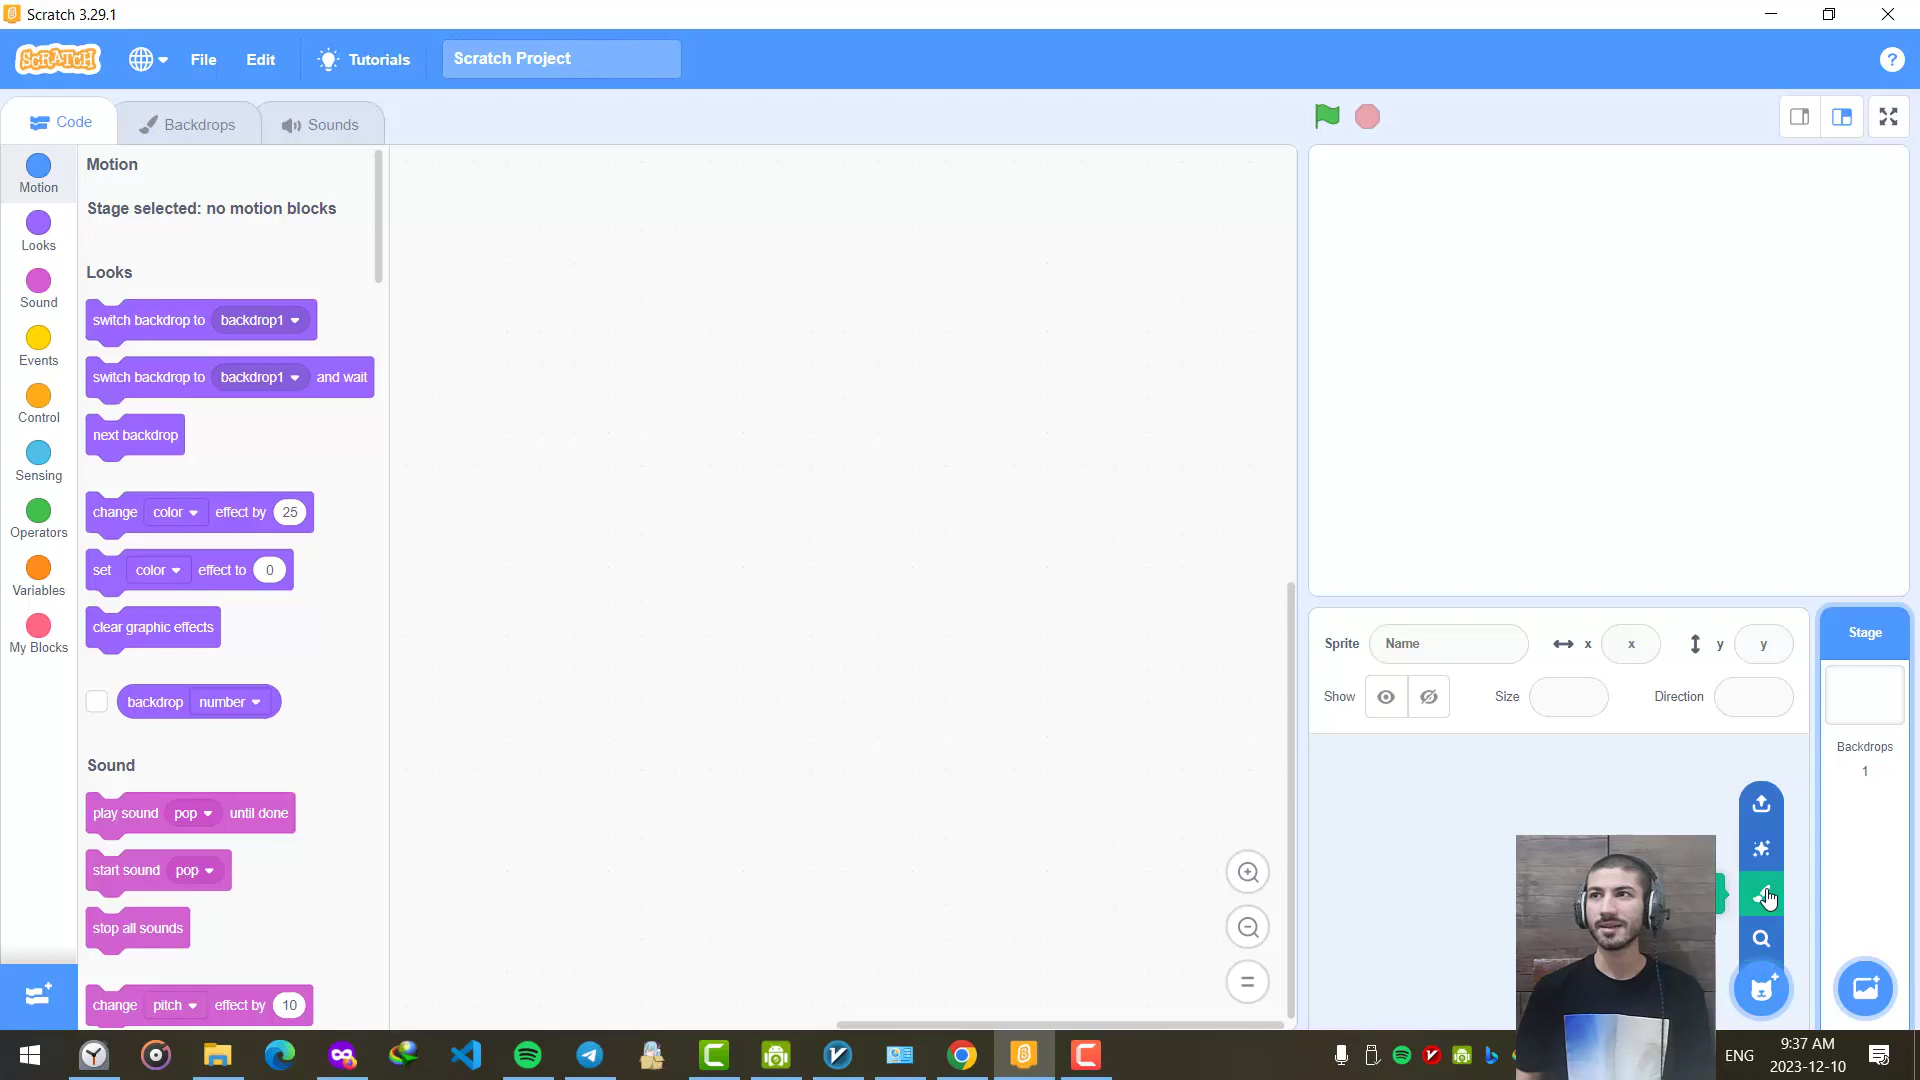 Scratch 3.29.1
SCRATCH
File
Edit
Tutorials
Scratch Project
?
Code
Backdrops
Sounds
Motion
Looks
Sound
Events
Control
Sensing
Operators
Variables
My Blocks
Motion
Stage selected: no motion blocks
Looks
switch backdrop to backdrop1
switch backdrop to backdrop1 and wait
next backdrop
change color effect by 25
set color effect to 0
clear graphic effects
backdrop number
Sound
play sound pop until done
start sound pop
stop all sounds
change pitch effect by 10
Sprite Name x x y y
Show Size Direction
Stage
Backdrops
1
ENG
9:37 AM
2023-12-10